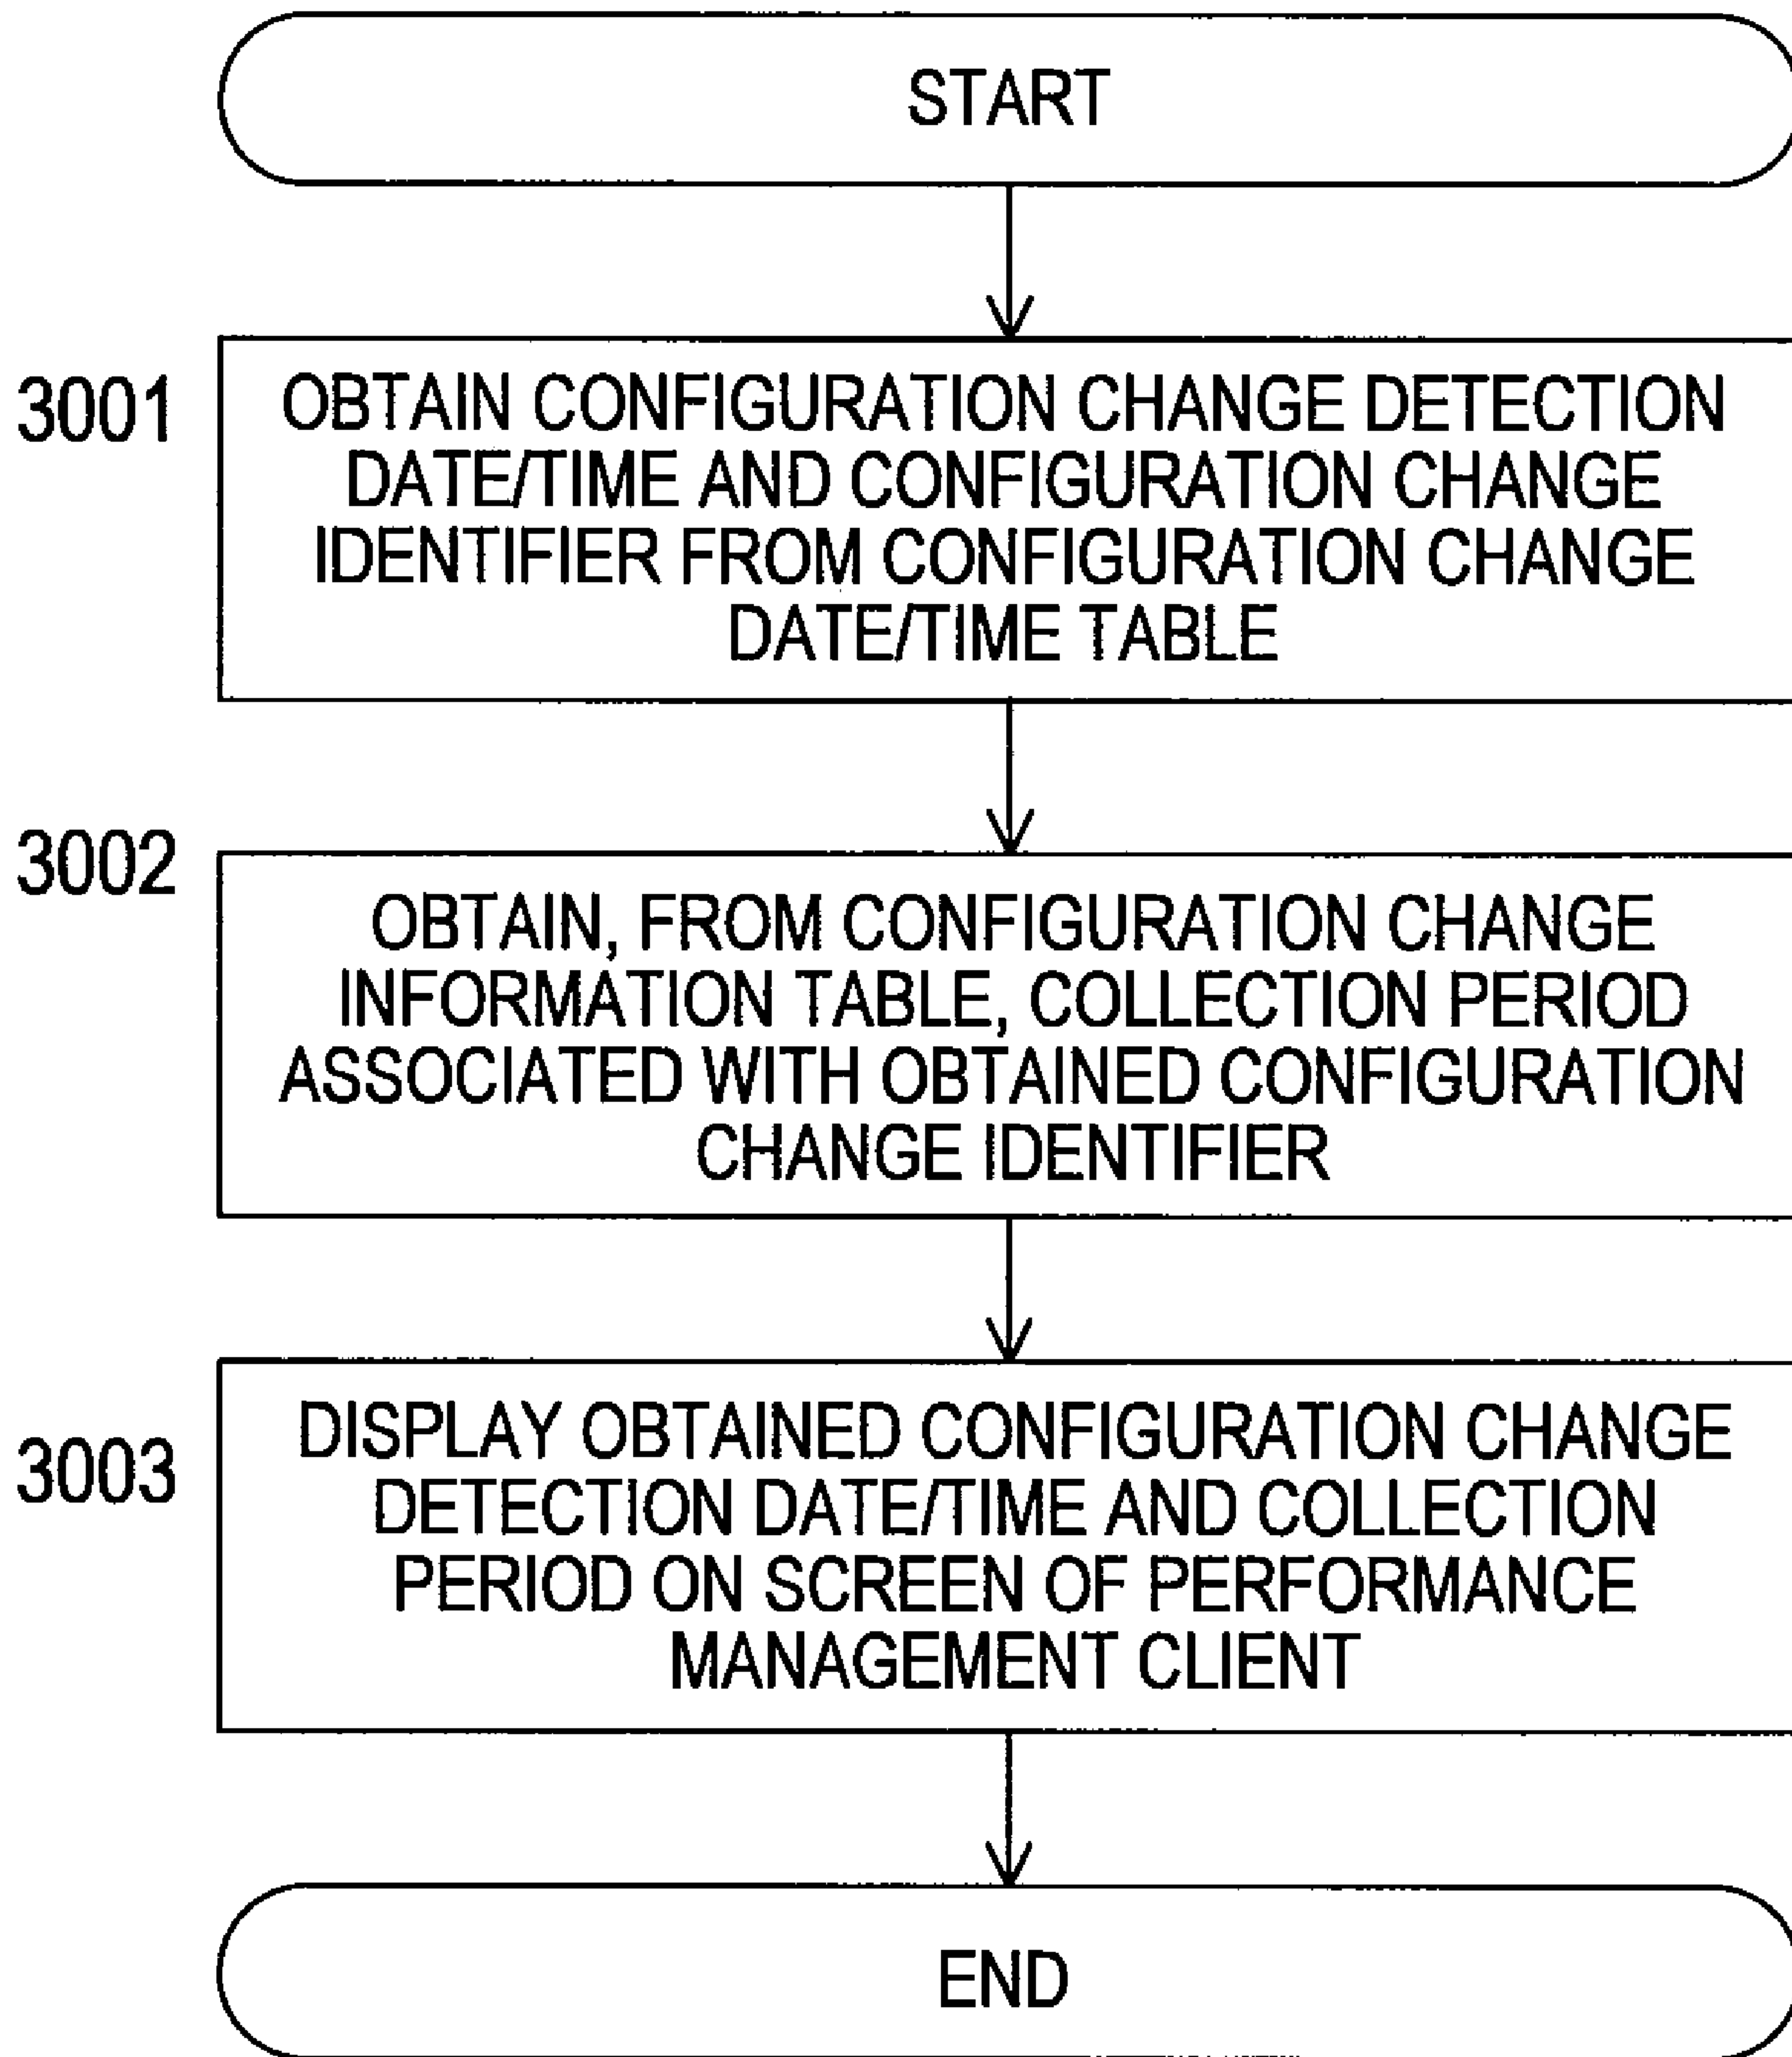 START
3001
OBTAIN CONFIGURATION CHANGE DETECTION
DATE/TIME AND CONFIGURATION CHANGE
IDENTIFIER FROM CONFIGURATION CHANGE
DATE/TIME TABLE
3002
OBTAIN, FROM CONFIGURATION CHANGE
INFORMATION TABLE, COLLECTION PERIOD
ASSOCIATED WITH OBTAINED CONFIGURATION
CHANGE IDENTIFIER
3003
DISPLAY OBTAINED CONFIGURATION CHANGE
DETECTION DATE/TIME AND COLLECTION
PERIOD ON SCREEN OF PERFORMANCE
MANAGEMENT CLIENT
END